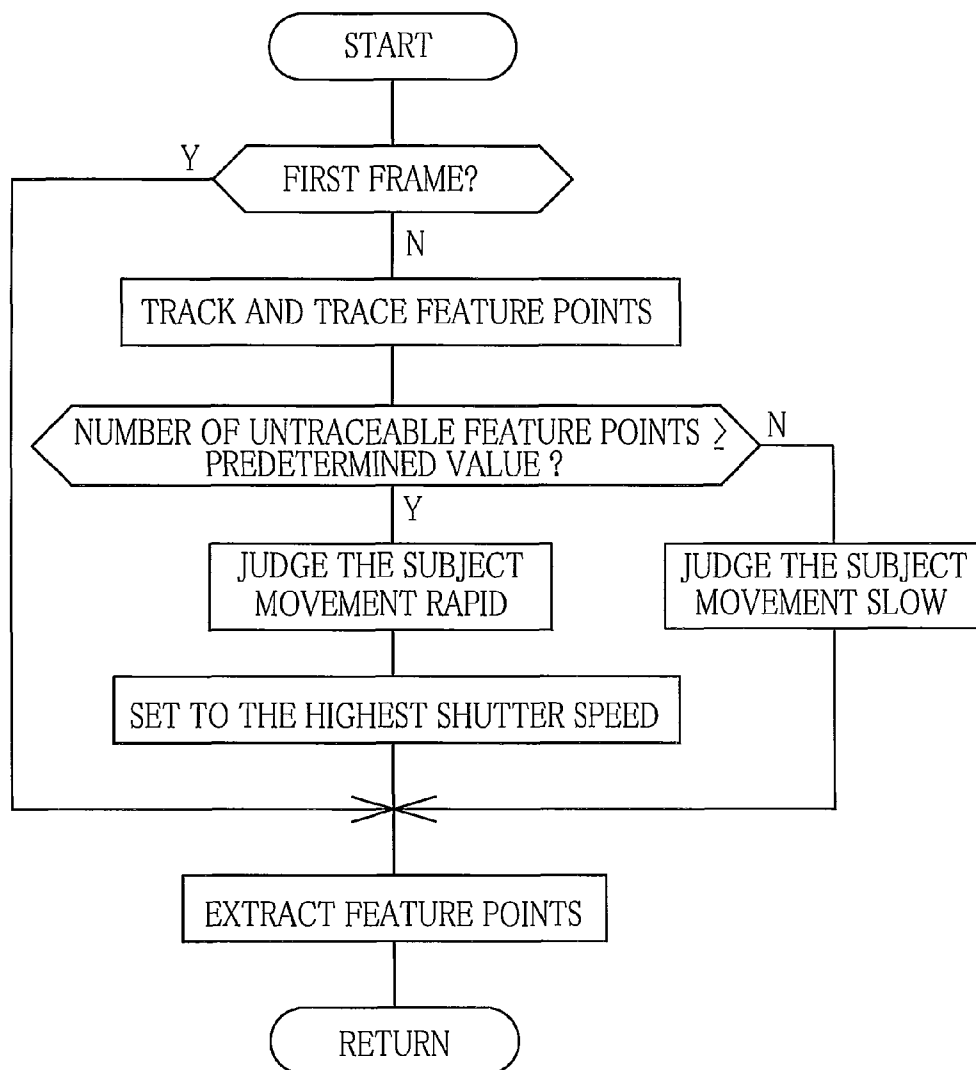 START
Y
FIRST FRAME?
N
TRACK AND TRACE FEATURE POINTS
NUMBER OF UNTRACEABLE FEATURE POINTS ≥
PREDETERMINED VALUE ?
N
Y
JUDGE THE SUBJECT
MOVEMENT RAPID
JUDGE THE SUBJECT
MOVEMENT SLOW
SET TO THE HIGHEST SHUTTER SPEED
EXTRACT FEATURE POINTS
RETURN